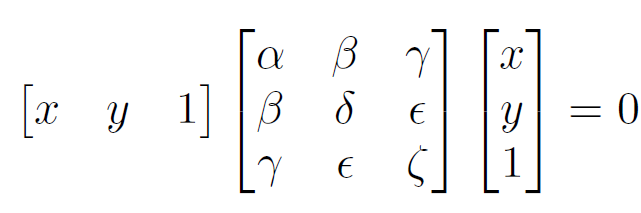 [x y 1] [α β γ; β δ ϵ; γ ϵ ζ] [x; y; 1] = 0